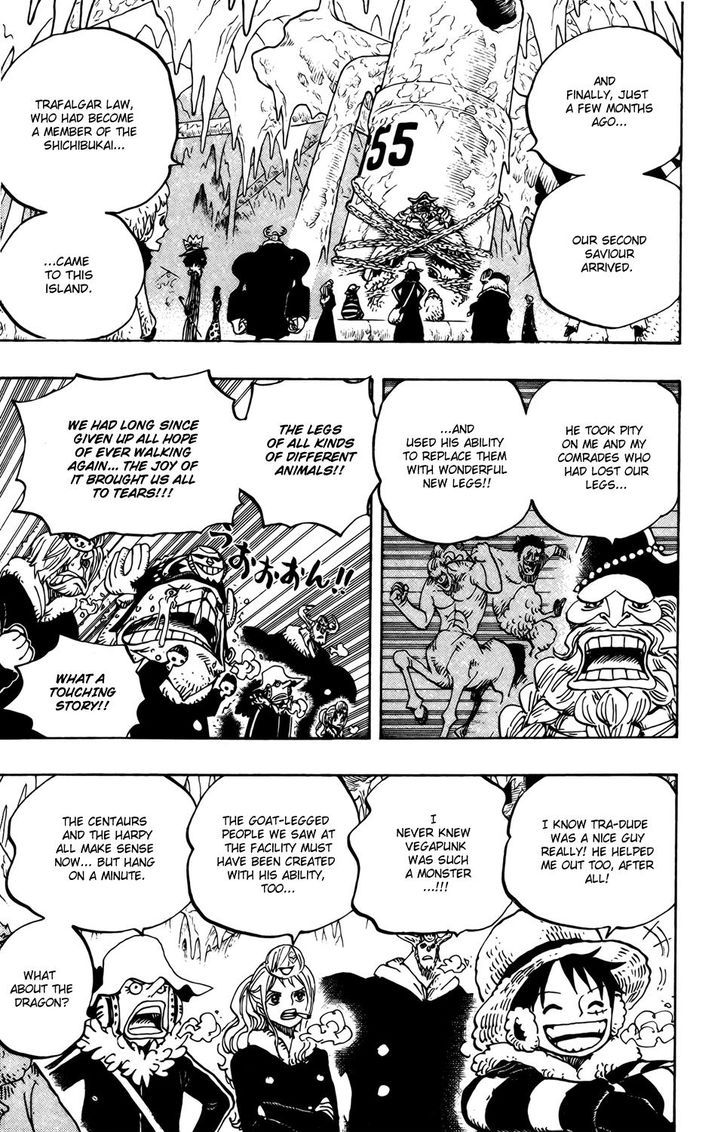 AND
FINALLY, JUST
A FEW MONTHS
AGO...
OUR SECOND
SAVIOUR
ARRIVED.
TRAFALGAR LAW,
WHO HAD BECOME
A MEMBER OF THE
SHICHIBUKAI...
...CAME
TO THIS
ISLAND.
55
HE TOOK PITY
ON ME AND MY
COMRADES WHO
HAD LOST OUR
LEGS...
...AND
USED HIS ABILITY
TO REPLACE THEM
WITH WONDERFUL
NEW LEGS!!
THE LEGS
OF ALL KINDS
OF DIFFERENT
ANIMALS!!
WE HAD LONG SINCE
GIVEN UP ALL HOPE
OF EVER WALKING
AGAIN... THE JOY OF
IT BROUGHT US ALL
TO TEARS!!!
うおおおん!!
WHAT A
TOUCHING
STORY!!
I KNOW TRA-DUDE
WAS A NICE GUY
REALLY! HE HELPED
ME OUT TOO, AFTER
ALL!
I
NEVER KNEW
VEGAPUNK
WAS SUCH
A MONSTER
...!!!
THE GOAT-LEGGED
PEOPLE WE SAW AT
THE FACILITY MUST
HAVE BEEN CREATED
WITH HIS ABILITY,
TOO...
THE CENTAURS
AND THE HARPY
ALL MAKE SENSE
NOW... BUT HANG
ON A MINUTE.
WHAT
ABOUT THE
DRAGON?